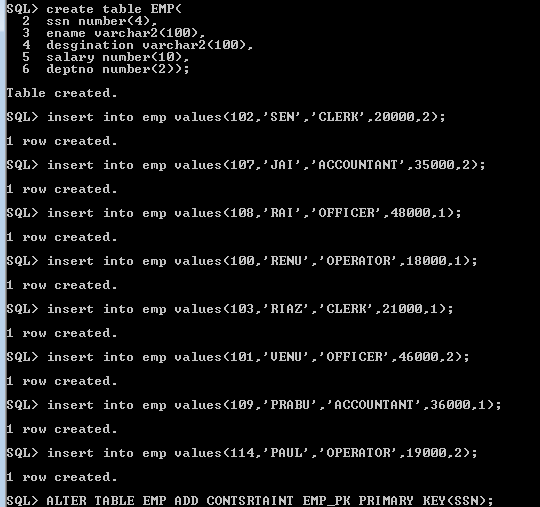 SQL> create table EMP(
2 ssn number(4),
3 ename varchar2(100),
4 desgination varchar2(100),
5 salary number(10),
6 deptno number(2));
Table created.
SQL> insert into emp values(102,'SEN','CLERK',20000,2);
1 row created.
SQL> insert into emp values(107,'JAI','ACCOUNTANT',35000,2);
1 row created.
SQL> insert into emp values(108,'RAI','OFFICER',48000,1);
1 row created.
SQL> insert into emp values(100,'RENU','OPERATOR',18000,1);
1 row created.
SQL> insert into emp values(103,'RIAZ','CLERK',21000,1);
1 row created.
SQL> insert into emp values(101,'VENU','OFFICER',46000,2);
1 row created.
SQL> insert into emp values(109,'PRABU','ACCOUNTANT',36000,1);
1 row created.
SQL> insert into emp values(114,'PAUL','OPERATOR',19000,2);
1 row created.
SQL> ALTER TABLE EMP ADD CONTSRTAINT EMP_PK PRIMARY KEY(SSN);